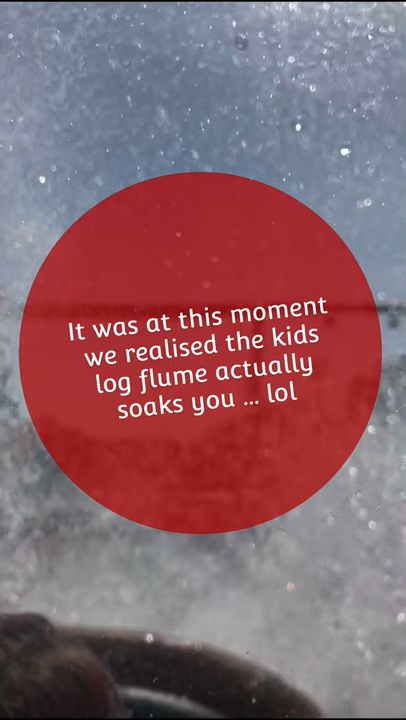 It was at this moment
we realised the kids
log flume actually
soaks you ... lol